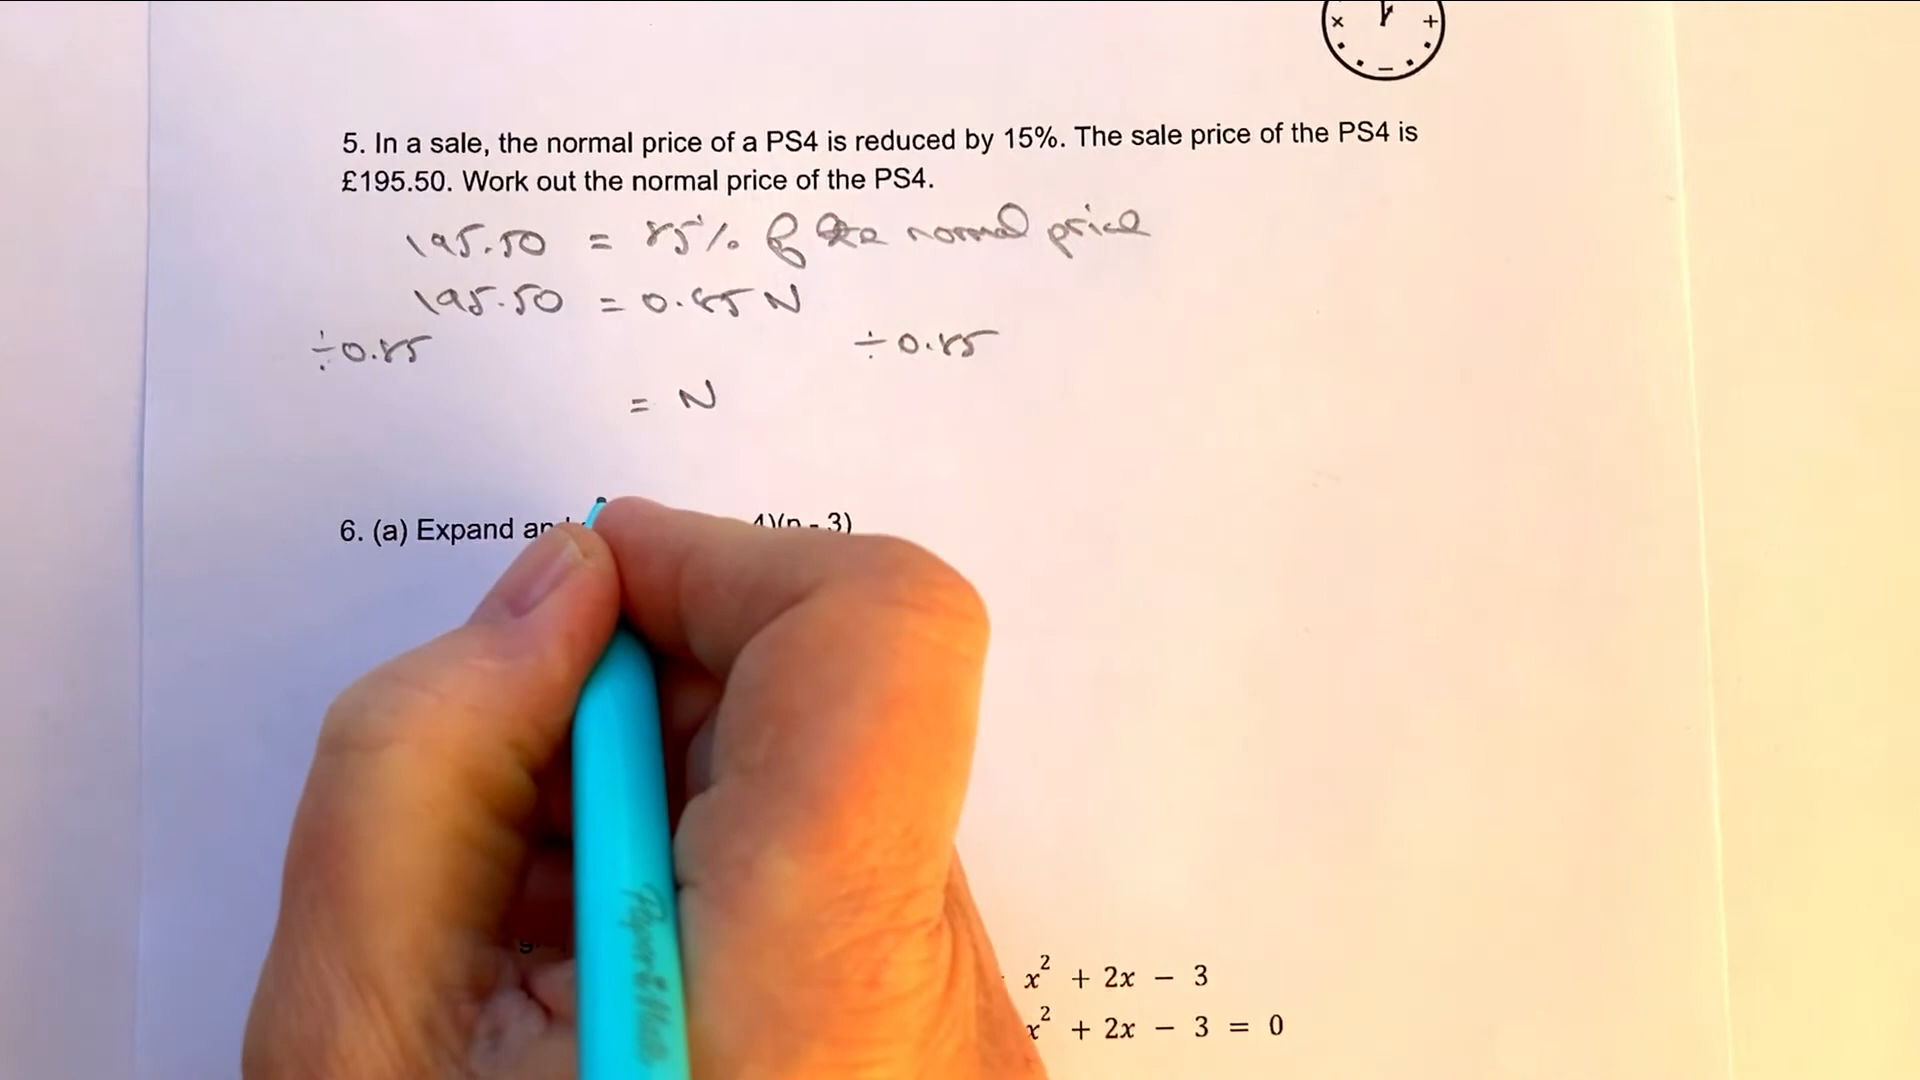 5. In a sale, the normal price of a PS4 is reduced by 15%. The sale price of the PS4 is
£195.50. Work out the normal price of the PS4.
195.50 = 85% of the normal price
195.50 = 0.85 N
÷0.85 ÷0.85
= N
6. (a) Expand 4)(n - 3)
x² + 2x − 3
x² + 2x − 3 = 0